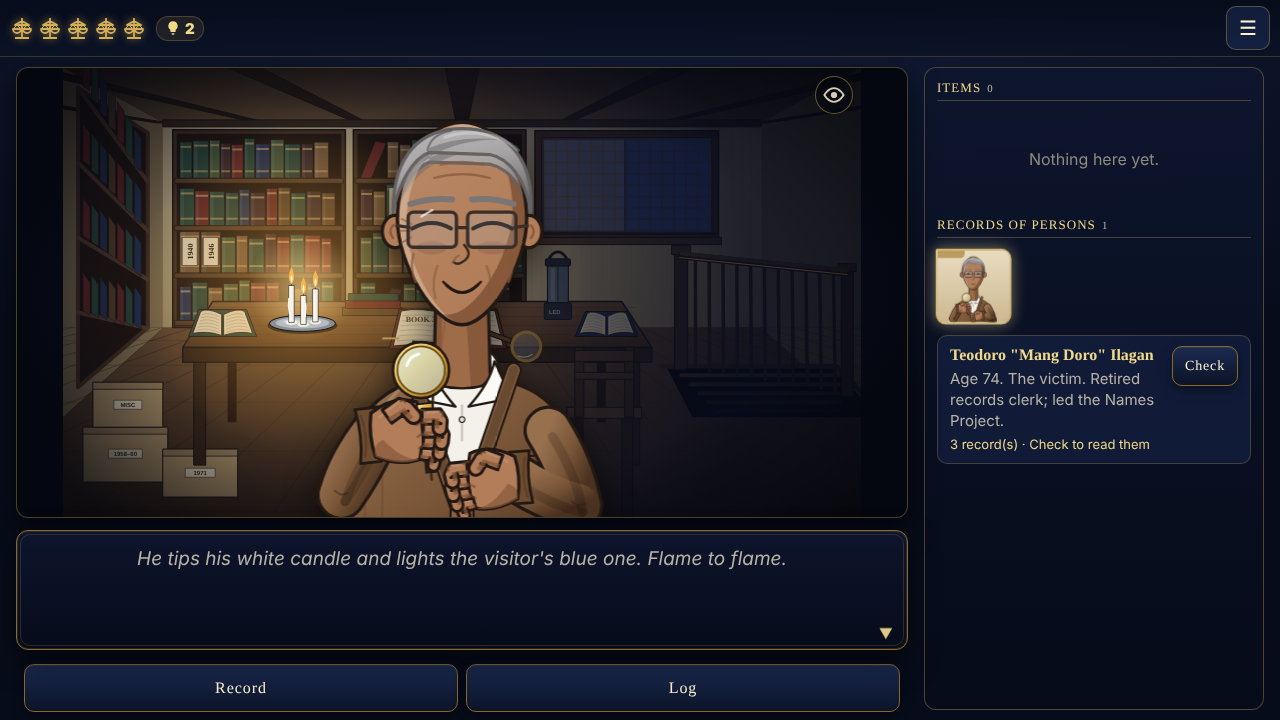 2
☰
ITEMS 0
Nothing here yet.
RECORDS OF PERSONS 1
Teodoro "Mang Doro" Ilagan
Age 74. The victim. Retired
records clerk; led the Names
Project.
3 record(s) · Check to read them
Check
1940
1946
BOOK
LEO
MISC
1958–60
1971
He tips his white candle and lights the visitor's blue one. Flame to flame.
▼
Record
Log